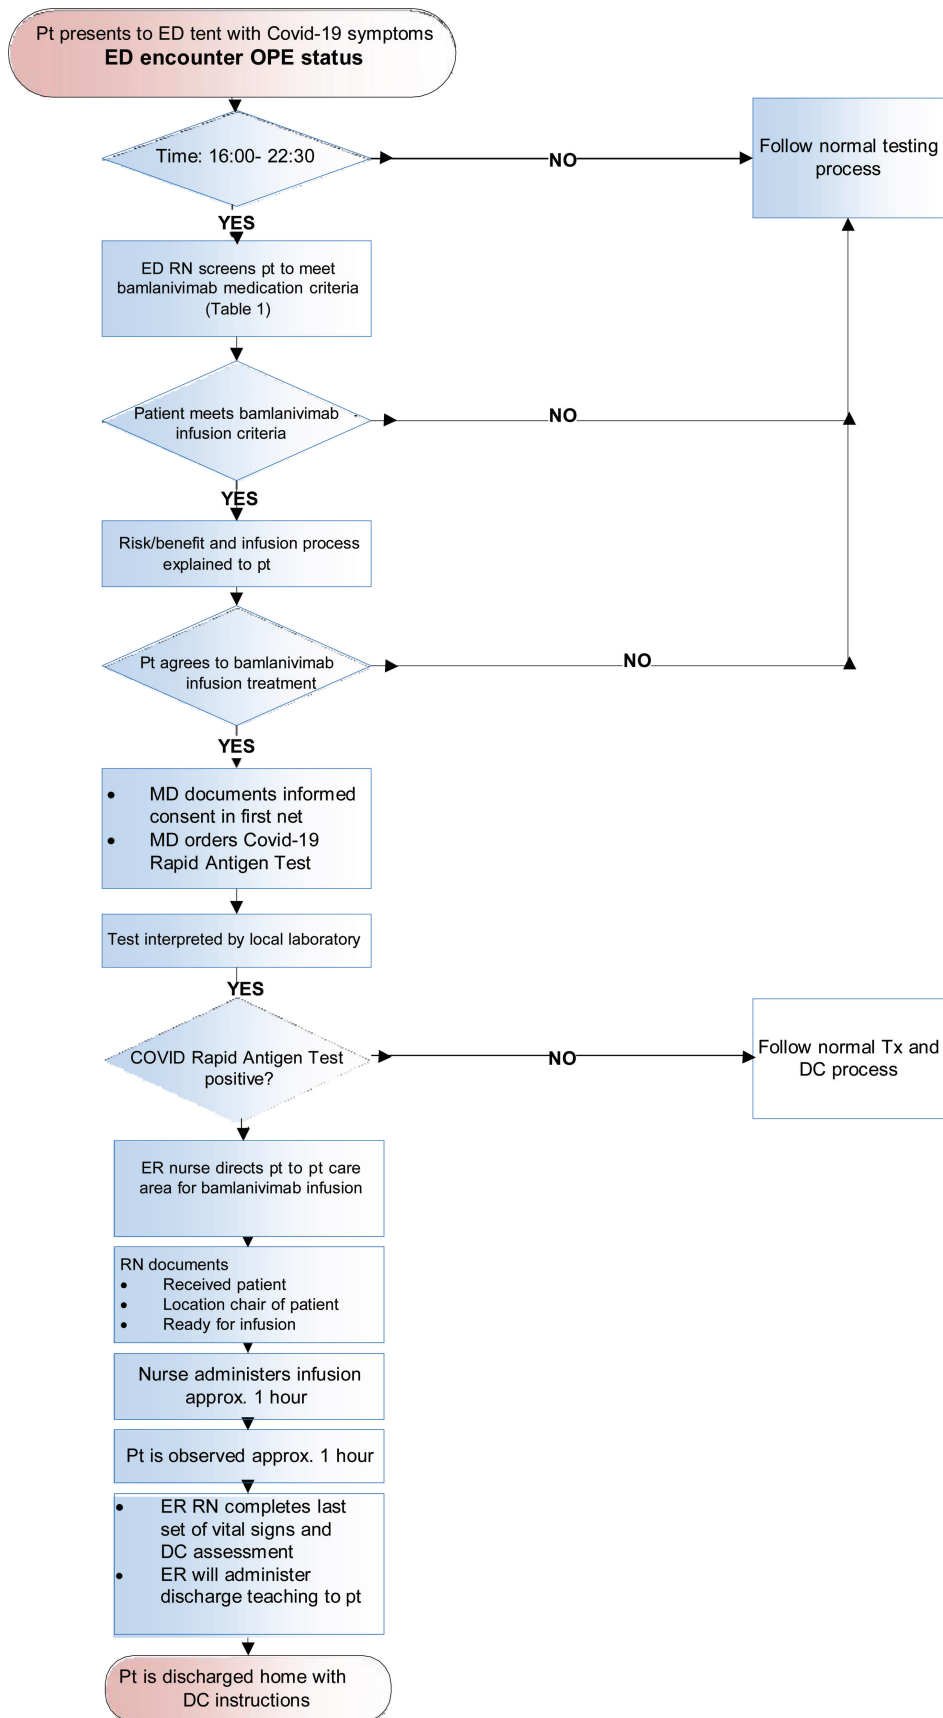 Pt presents to ED tent with Covid-19 symptoms
ED encounter OPE status
Time: 16:00- 22:30
NO
Follow normal testing
process
YES
ED RN screens pt to meet
bamlanivimab medication criteria
(Table 1)
Patient meets bamlanivimab
infusion criteria
NO
YES
Risk/benefit and infusion process
explained to pt
Pt agrees to bamlanivimab
infusion treatment
NO
YES
• MD documents informed
consent in first net
• MD orders Covid-19
Rapid Antigen Test
Test interpreted by local laboratory
YES
COVID Rapid Antigen Test
positive?
NO
Follow normal Tx and
DC process
ER nurse directs pt to pt care
area for bamlanivimab infusion
RN documents
• Received patient
• Location chair of patient
• Ready for infusion
Nurse administers infusion
approx. 1 hour
Pt is observed approx. 1 hour
• ER RN completes last
set of vital signs and
DC assessment
• ER will administer
discharge teaching to pt
Pt is discharged home with
DC instructions